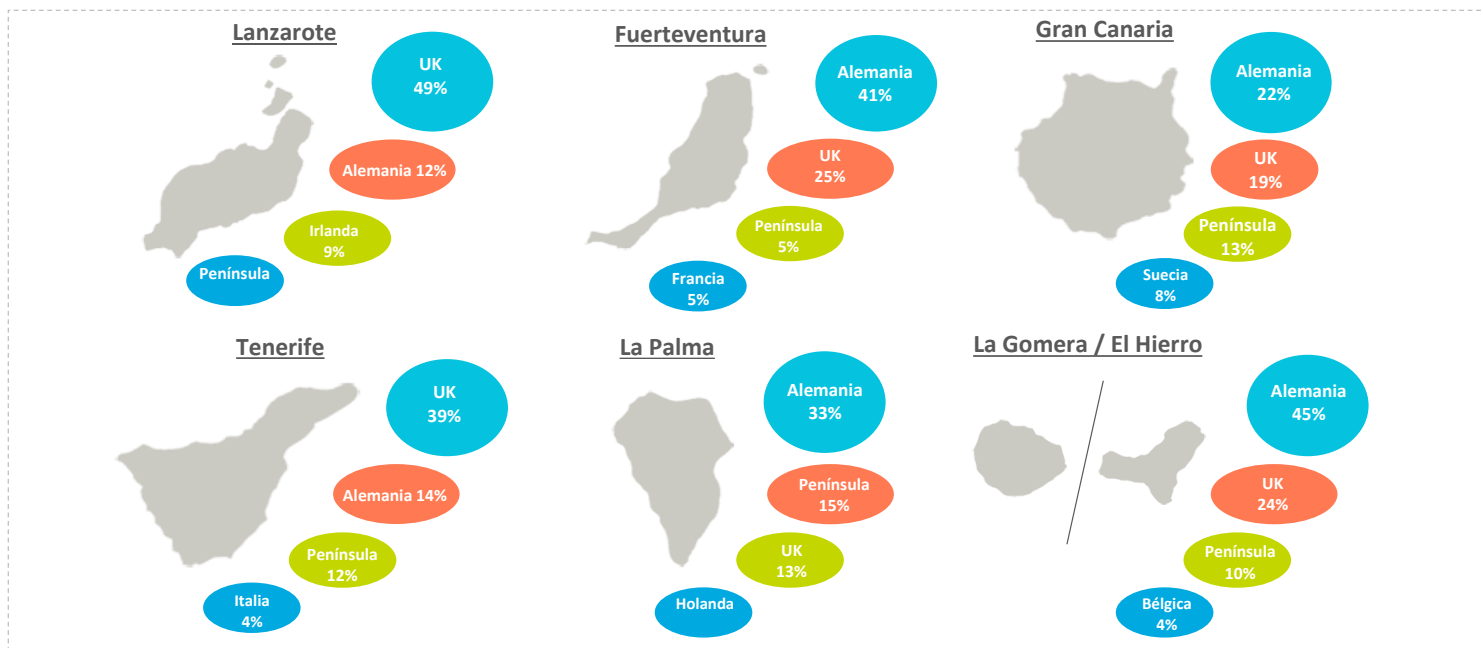 Lanzarote
UK
49%
Alemania 12%
Irlanda
9%
Península
Fuerteventura
Alemania
41%
UK
25%
Península
5%
Francia
5%
Gran Canaria
Alemania
22%
UK
19%
Península
13%
Suecia
8%
Tenerife
UK
39%
Alemania 14%
Península
12%
Italia
4%
La Palma
Alemania
33%
Península
15%
UK
13%
Holanda
La Gomera / El Hierro
Alemania
45%
UK
24%
Península
10%
Bélgica
4%